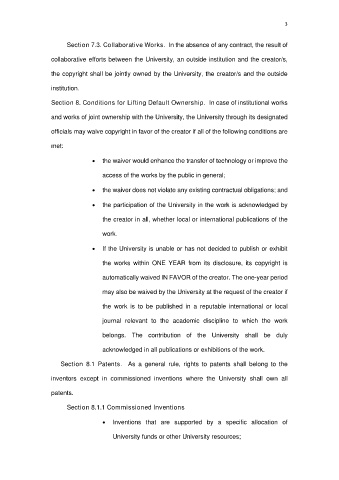 3
Section 7.3. Collaborative Works. In the absence of any contract, the result of
collaborative efforts between the University, an outside institution and the creator/s,
the copyright shall be jointly owned by the University, the creator/s and the outside
institution.
Section 8. Conditions for Lifting Default Ownership. In case of institutional works
and works of joint ownership with the University, the University through its designated
officials may waive copyright in favor of the creator if all of the following conditions are
met:
• the waiver would enhance the transfer of technology or improve the
access of the works by the public in general;
• the waiver does not violate any existing contractual obligations; and
• the participation of the University in the work is acknowledged by
the creator in all, whether local or international publications of the
work.
• If the University is unable or has not decided to publish or exhibit
the works within ONE YEAR from its disclosure, its copyright is
automatically waived IN FAVOR of the creator. The one-year period
may also be waived by the University at the request of the creator if
the work is to be published in a reputable international or local
journal relevant to the academic discipline to which the work
belongs. The contribution of the University shall be duly
acknowledged in all publications or exhibitions of the work.
Section 8.1 Patents. As a general rule, rights to patents shall belong to the
inventors except in commissioned inventions where the University shall own all
patents.
Section 8.1.1 Commissioned Inventions
• Inventions that are supported by a specific allocation of
University funds or other University resources;